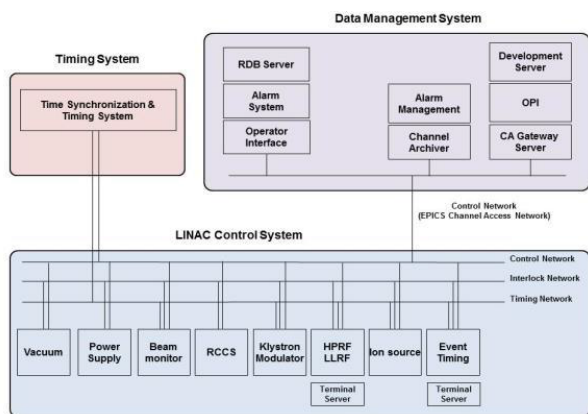 Data Management System
Timing System
RDB Server
Development
Server
Time Synchronization &
Timing System
Alarm
System
Alarm
Management
OPI
Operator
Interface
Channel
Archiver
CA Gateway
Server
Control Network
(EPICS Channel Access Network)
LINAC Control System
Control Network
Interlock Network
Timing Network
Vacuum
Power
Supply
Beam
monitor
RCCS
Klystron
Modulator
HPRF
LLRF
Ion source
Event
Timing
Terminal
Server
Terminal
Server